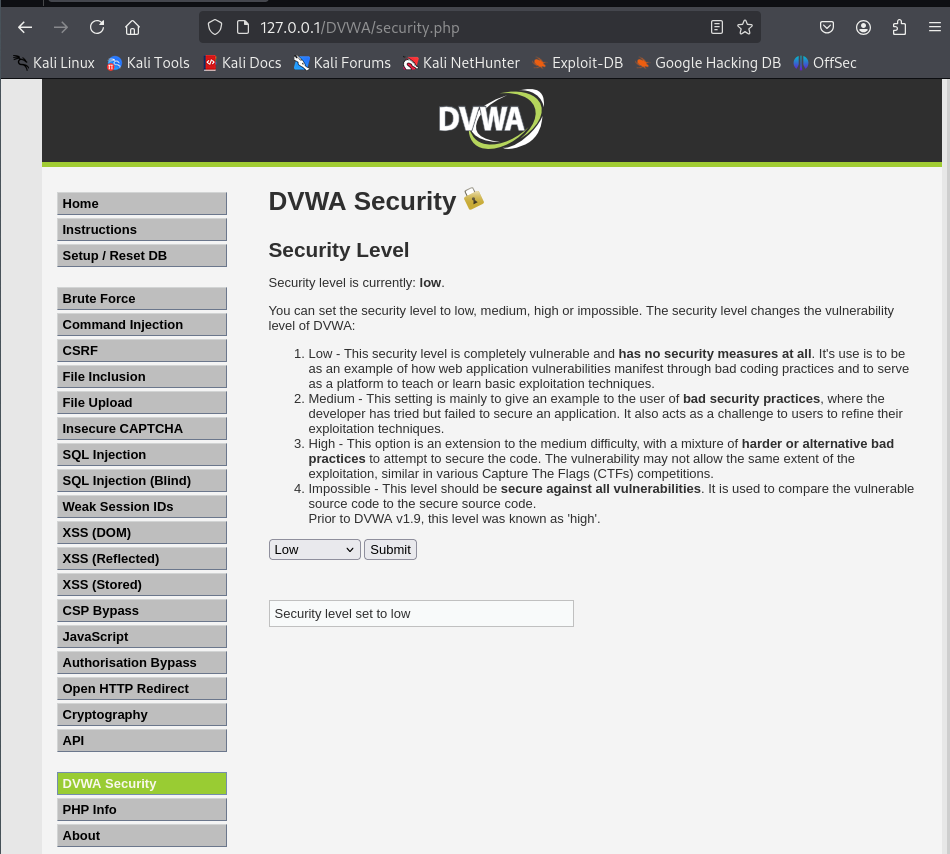 127.0.0.1/DVWA/security.php
Kali Linux Kali Tools Kali Docs Kali Forums Kali NetHunter Exploit-DB Google Hacking DB OffSec
DVWA
Home
Instructions
Setup / Reset DB
Brute Force
Command Injection
CSRF
File Inclusion
File Upload
Insecure CAPTCHA
SQL Injection
SQL Injection (Blind)
Weak Session IDs
XSS (DOM)
XSS (Reflected)
XSS (Stored)
CSP Bypass
JavaScript
Authorisation Bypass
Open HTTP Redirect
Cryptography
API
DVWA Security
PHP Info
About
DVWA Security
Security Level
Security level is currently: low.
You can set the security level to low, medium, high or impossible. The security level changes the vulnerability
level of DVWA:
1. Low - This security level is completely vulnerable and has no security measures at all. It's use is to be
as an example of how web application vulnerabilities manifest through bad coding practices and to serve
as a platform to teach or learn basic exploitation techniques.
2. Medium - This setting is mainly to give an example to the user of bad security practices, where the
developer has tried but failed to secure an application. It also acts as a challenge to users to refine their
exploitation techniques.
3. High - This option is an extension to the medium difficulty, with a mixture of harder or alternative bad
practices to attempt to secure the code. The vulnerability may not allow the same extent of the
exploitation, similar in various Capture The Flags (CTFs) competitions.
4. Impossible - This level should be secure against all vulnerabilities. It is used to compare the vulnerable
source code to the secure source code.
Prior to DVWA v1.9, this level was known as 'high'.
Low Submit
Security level set to low